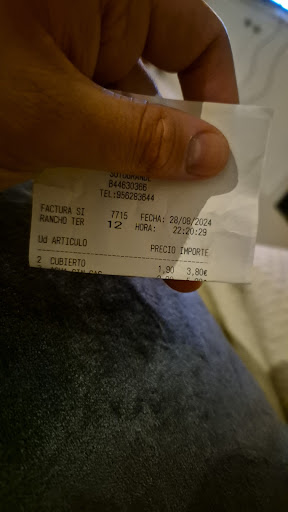 SOTOGRANDE
B44630366
TEL:956283644
FACTURA SI 7715 FECHA: 28/08/2024
RANCHO TER 12 HORA: 22:20:29
Ud ARTICULO PRECIO IMPORTE
2 CUBIERTO 1,90 3,80€